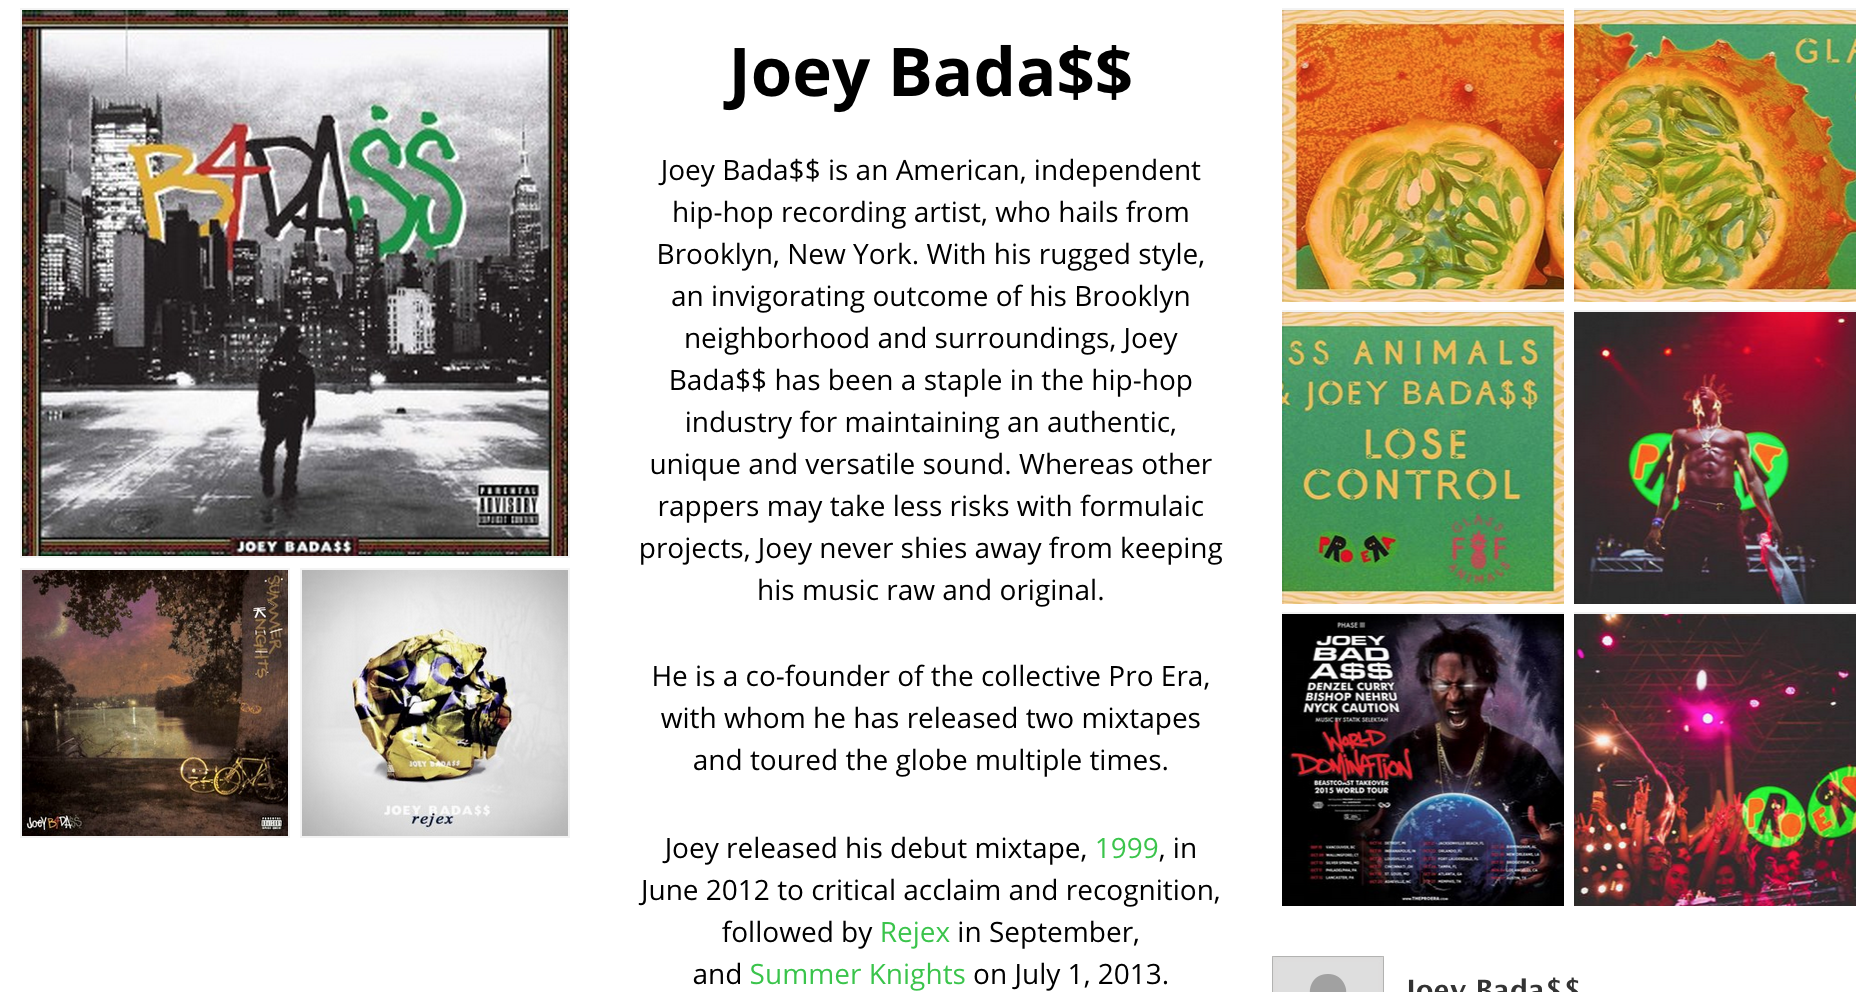 B4DA$$
PARENTAL
ADVISORY
EXPLICIT CONTENT
JOEY BADA$$
SUMMER
KNIGHTS
JOEY BADA$$
JOEY BADA$$
JOEY BADA$$
rejex
Joey Bada$$
Joey Bada$$ is an American, independent
hip-hop recording artist, who hails from
Brooklyn, New York. With his rugged style,
an invigorating outcome of his Brooklyn
neighborhood and surroundings, Joey
Bada$$ has been a staple in the hip-hop
industry for maintaining an authentic,
unique and versatile sound. Whereas other
rappers may take less risks with formulaic
projects, Joey never shies away from keeping
his music raw and original.
He is a co-founder of the collective Pro Era,
with whom he has released two mixtapes
and toured the globe multiple times.
Joey released his debut mixtape, 1999, in
June 2012 to critical acclaim and recognition,
followed by Rejex in September,
and Summer Knights on July 1, 2013.
GLA
SS ANIMALS
& JOEY BADA$$
LOSE
CONTROL
PRO ERA
GLASS
ANIMALS
PHASE III
JOEY
BAD
A$$
DENZEL CURRY
BISHOP NEHRU
NYCK CAUTION
MUSIC BY STATIK SELEKTAH
WORLD
DOMINATION
BEASTCOAST TAKEOVER
2015 WORLD TOUR
WWW.THEPROERA.COM
PRO ERA
Joey Bada$$